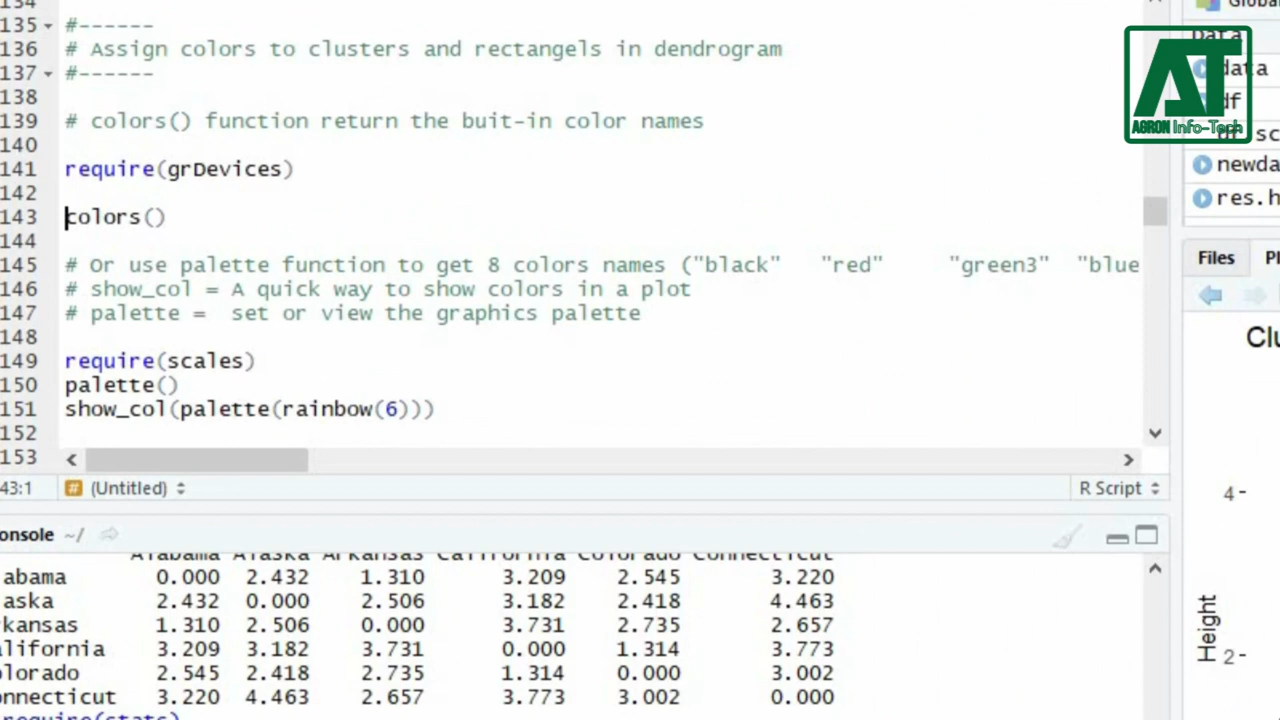 135 #------
136 # Assign colors to clusters and rectangels in dendrogram
137 #------
138
139 # colors() function return the buit-in color names
140
141 require(grDevices)
142
143 colors()
144
145 # Or use palette function to get 8 colors names ("black" "red" "green3" "blue
146 # show_col = A quick way to show colors in a plot
147 # palette = set or view the graphics palette
148
149 require(scales)
150 palette()
151 show_col(palette(rainbow(6)))
152
153
43:1 # (Untitled) R Script
onsole ~/
Alabama Alaska Arkansas California Colorado Connecticut
abama 0.000 2.432 1.310 3.209 2.545 3.220
aska 2.432 0.000 2.506 3.182 2.418 4.463
kansas 1.310 2.506 0.000 3.731 2.735 2.657
alifornia 3.209 3.182 3.731 0.000 1.314 3.773
olorado 2.545 2.418 2.735 1.314 0.000 3.002
onnecticut 3.220 4.463 2.657 3.773 3.002 0.000
require(stats)
Data
data
df
newda
res.h
AT
AGRON Info-Tech
Files
Clu
Height
4
2